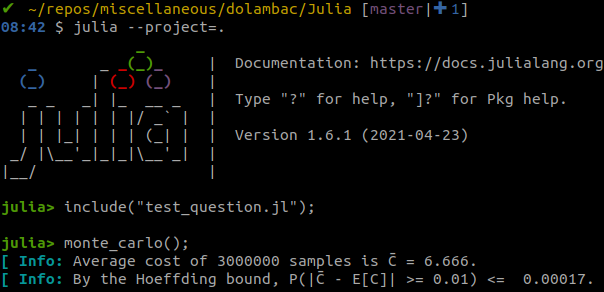 ✔ ~/repos/miscellaneous/dolambac/Julia [master|✚ 1]
08:42 $ julia --project=.
               _
   _       _ _(_)_     |  Documentation: https://docs.julialang.org
  (_)     | (_) (_)    |
   _ _   _| |_  __ _   |  Type "?" for help, "]?" for Pkg help.
  | | | | | | |/ _` |  |
  | | |_| | | | (_| |  |  Version 1.6.1 (2021-04-23)
 _/ |\__'_|_|_|\__'_|  |
|__/                   |
julia> include("test_question.jl");
julia> monte_carlo();
[ Info: Average cost of 3000000 samples is C̄ = 6.666.
[ Info: By the Hoeffding bound, P(|C̄ - E[C]| >= 0.01) <=  0.00017.